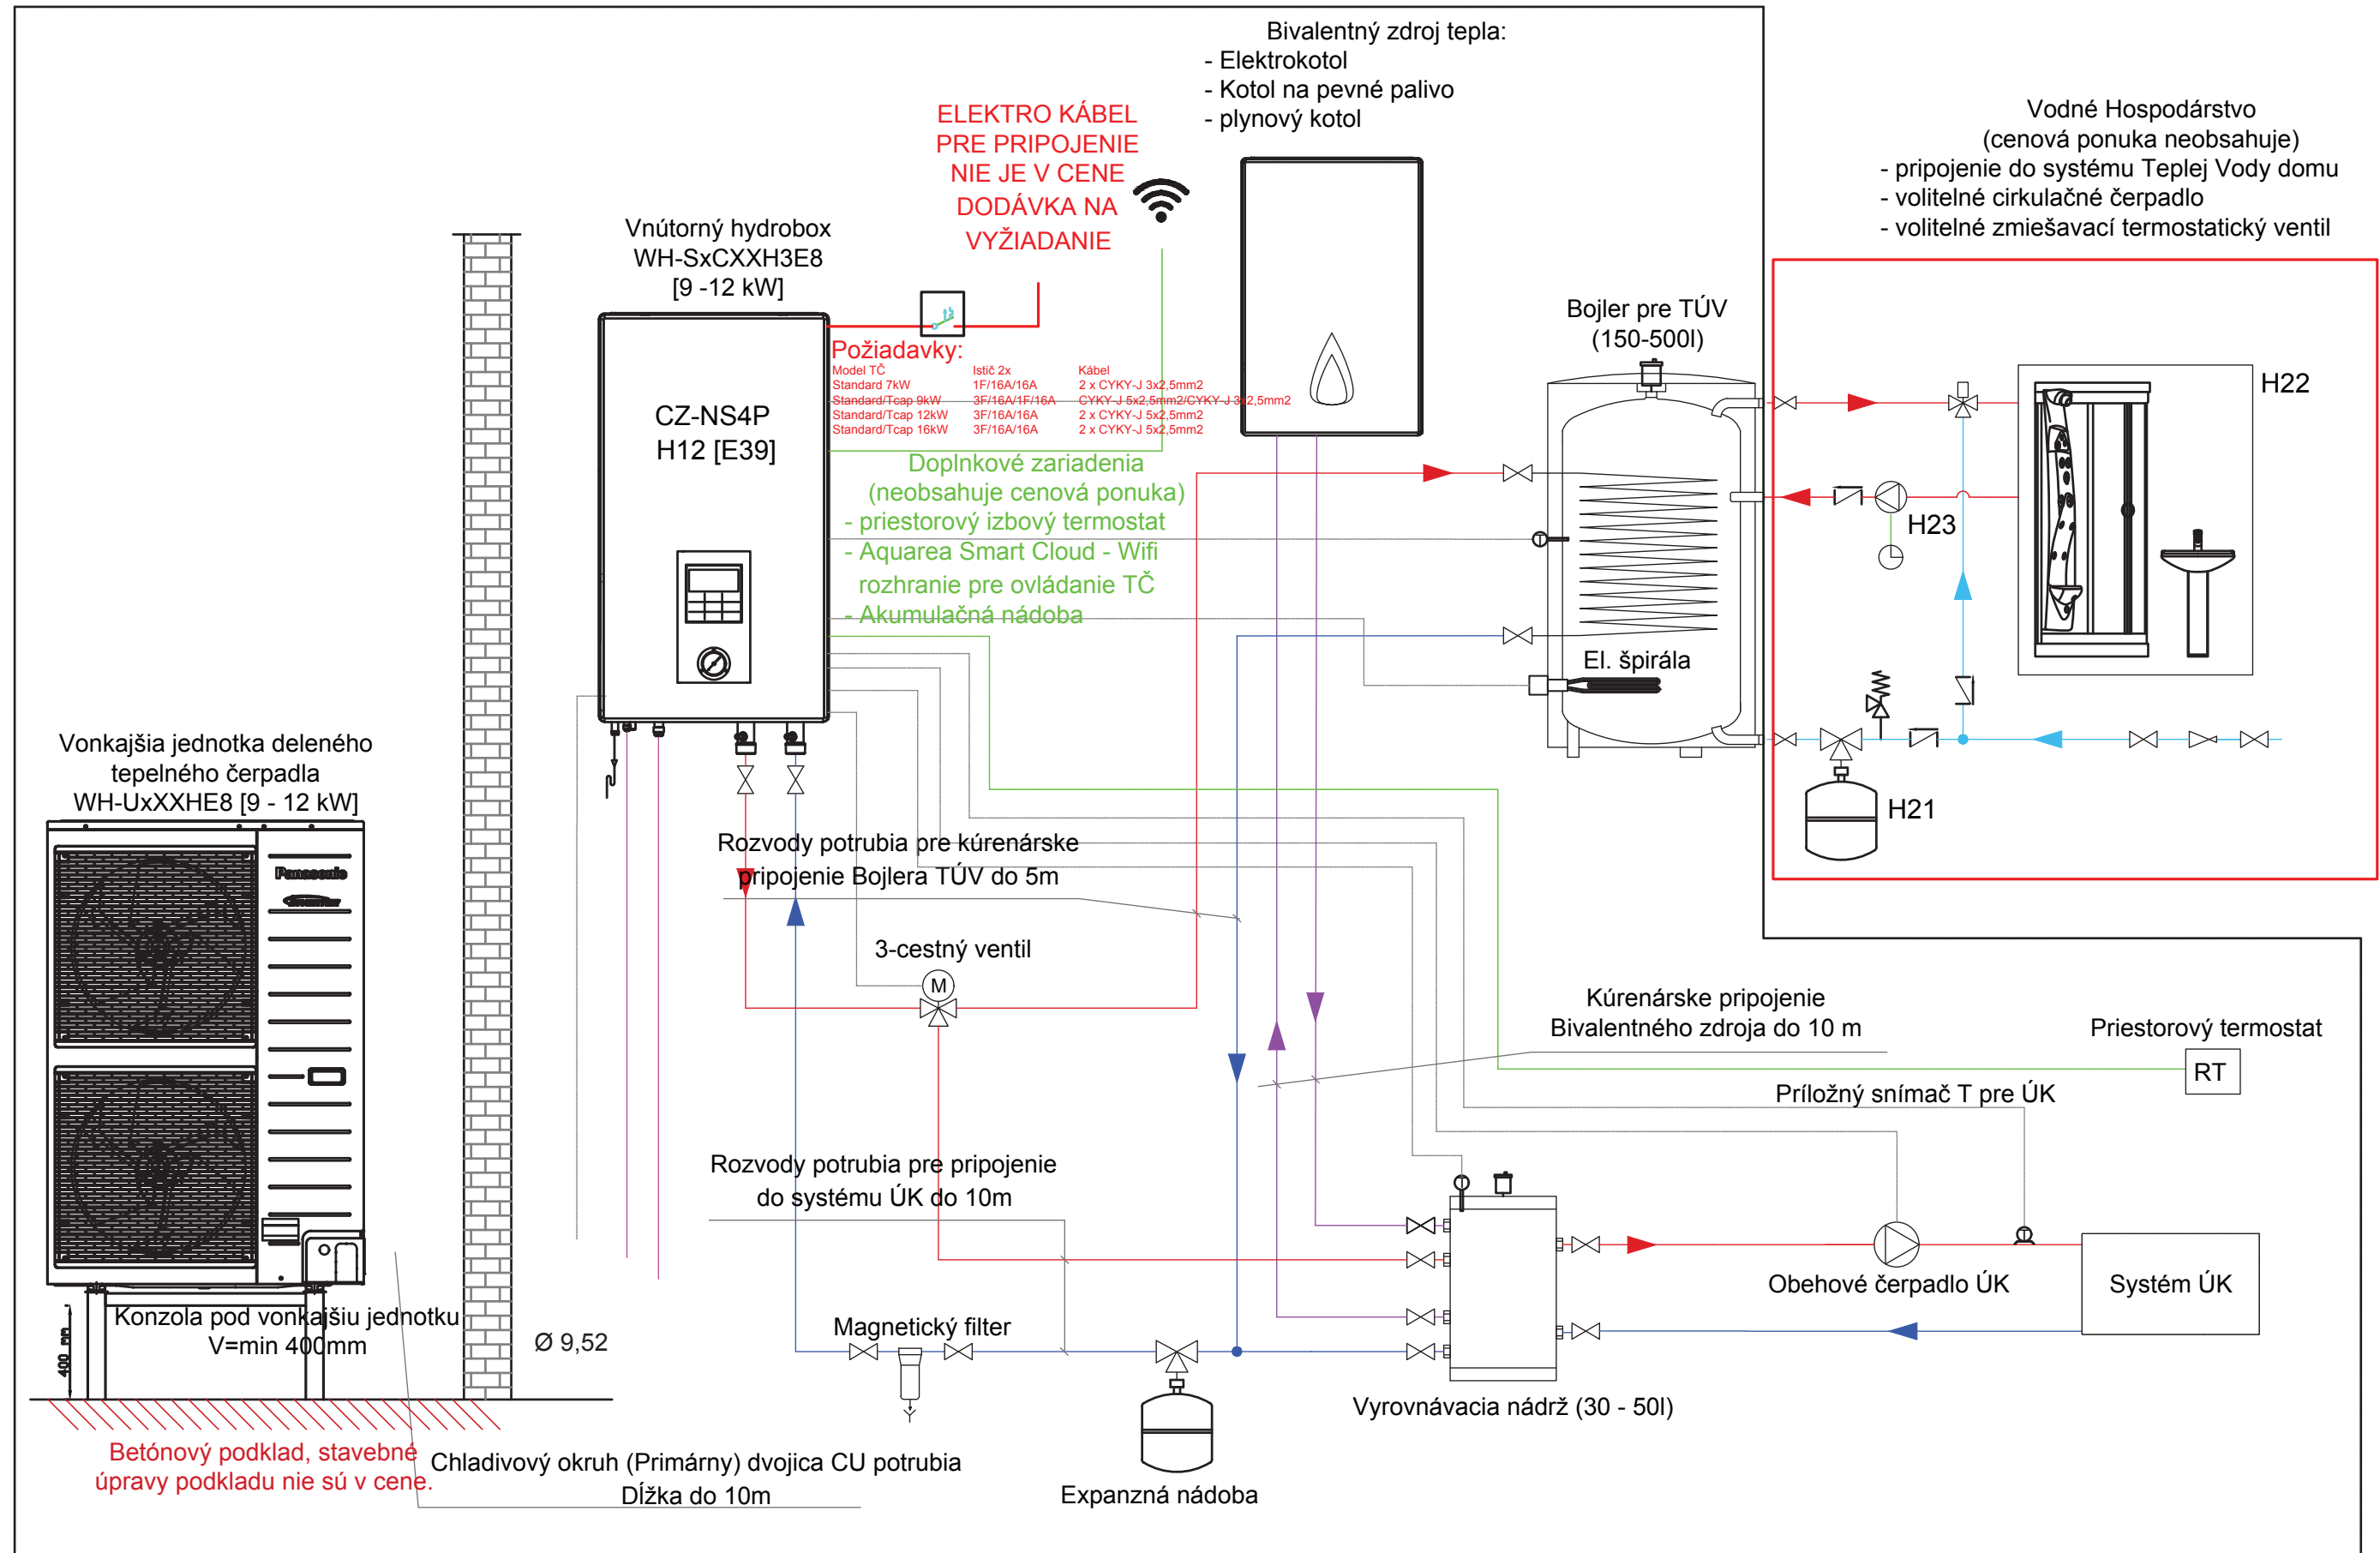 Bivalentný zdroj tepla:
- Elektrokotol
- Kotol na pevné palivo
- plynový kotol
ELEKTRO KÁBEL
PRE PRIPOJENIE
NIE JE V CENE
DODÁVKA NA
VYŽIADANIE
Vodné Hospodárstvo
(cenová ponuka neobsahuje)
- pripojenie do systému Teplej Vody domu
- volitelné cirkulačné čerpadlo
- volitelné zmiešavací termostatický ventil
Vnútorný hydrobox
WH-SxCXXH3E8
[9 -12 kW]
CZ-NS4P
H12 [E39]
Požiadavky:
Model TČ Istič 2x Kábel
Standard 7kW 1F/16A/16A 2 x CYKY-J 3x2,5mm2
Standard/Tcap 9kW 3F/16A/1F/16A CYKY-J 5x2,5mm2/CYKY-J 3x2,5mm2
Standard/Tcap 12kW 3F/16A/16A 2 x CYKY-J 5x2,5mm2
Standard/Tcap 16kW 3F/16A/16A 2 x CYKY-J 5x2,5mm2
Doplnkové zariadenia
(neobsahuje cenová ponuka)
- priestorový izbový termostat
- Aquarea Smart Cloud - Wifi
rozhranie pre ovládanie TČ
- Akumulačná nádoba
Bojler pre TÚV
(150-500l)
T
El. špirála
H22
H23
H21
Vonkajšia jednotka deleného
tepelného čerpadla
WH-UxXXHE8 [9 - 12 kW]
Panasonic
INVERTER
Rozvody potrubia pre kúrenárske
pripojenie Bojlera TÚV do 5m
3-cestný ventil
M
Kúrenárske pripojenie
Bivalentného zdroja do 10 m
Priestorový termostat
RT
Príložný snímač T pre ÚK
Rozvody potrubia pre pripojenie
do systému ÚK do 10m
T
T
Obehové čerpadlo ÚK
Systém ÚK
Konzola pod vonkajšiu jednotku
V=min 400mm
400
Ø 9,52
Magnetický filter
Vyrovnávacia nádrž (30 - 50l)
Betónový podklad, stavebné
úpravy podkladu nie sú v cene.
Chladivový okruh (Primárny) dvojica CU potrubia
Dĺžka do 10m
Expanzná nádoba